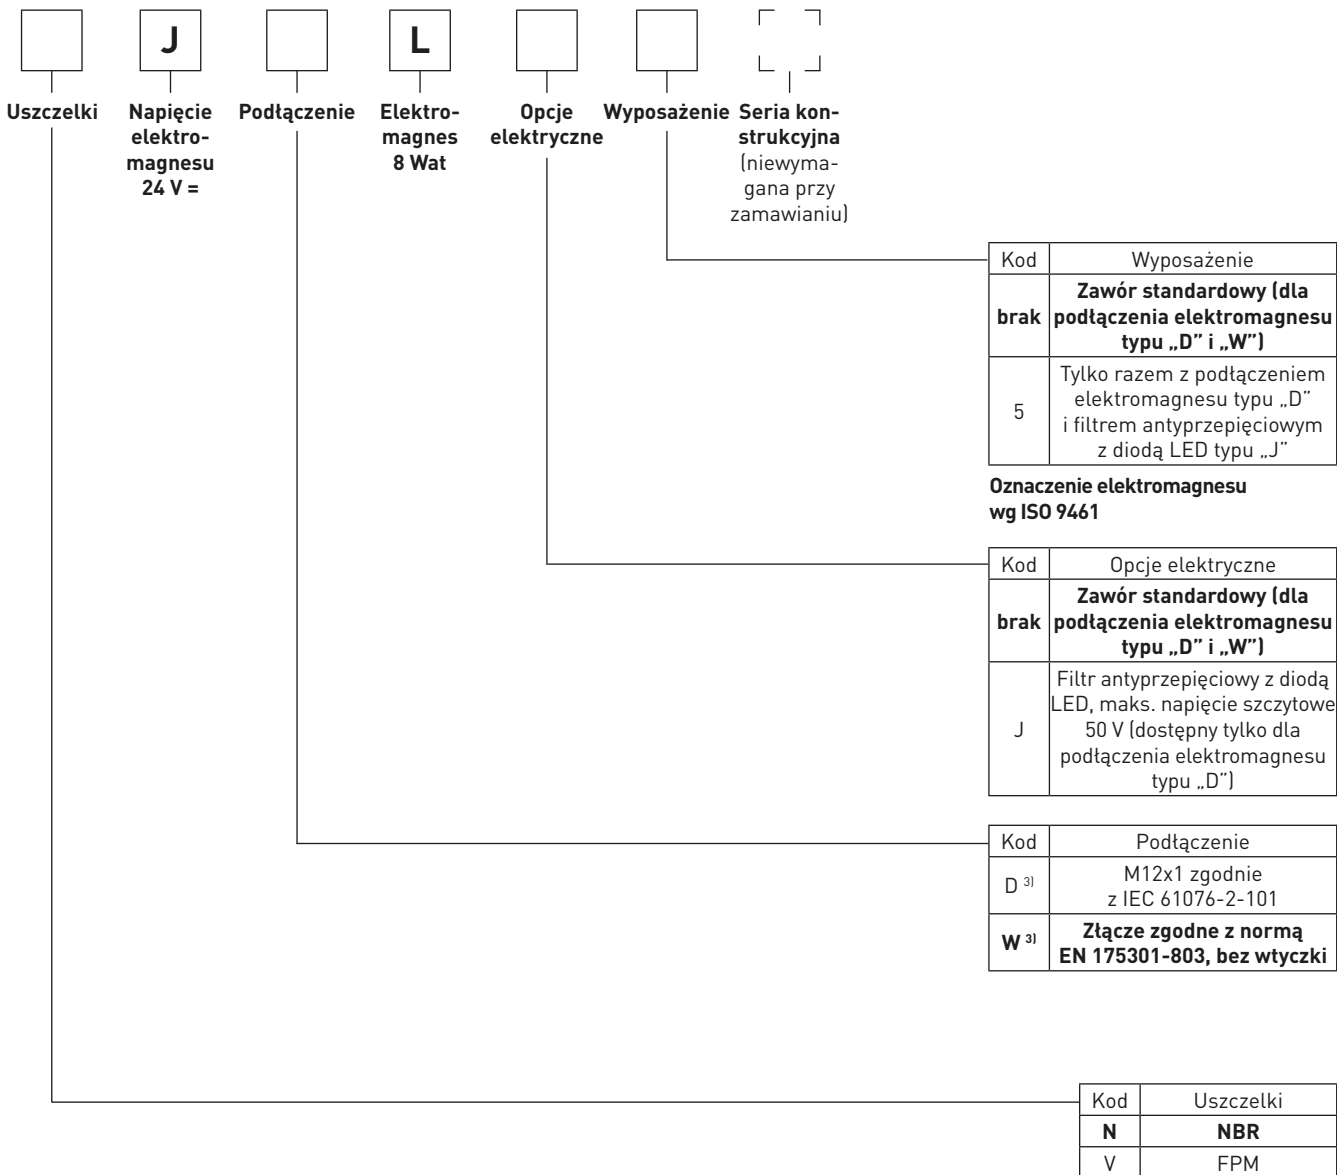 J
L
Uszczelki
Napięcie
elektro-
magnesu
24 V =
Podłączenie
Elektro-
magnes
8 Wat
Opcje
elektryczne
Wyposażenie
Seria kon-
strukcyjna
(niewyma-
gana przy
zamawianiu)
Kod Wyposażenie
brak Zawór standardowy (dla
podłączenia elektromagnesu
typu „D” i „W”)
5 Tylko razem z podłączeniem
elektromagnesu typu „D”
i filtrem antyprzepięciowym
z diodą LED typu „J”
Oznaczenie elektromagnesu
wg ISO 9461
Kod Opcje elektryczne
brak Zawór standardowy (dla
podłączenia elektromagnesu
typu „D” i „W”)
J Filtr antyprzepięciowy z diodą
LED, maks. napięcie szczytowe
50 V (dostępny tylko dla
podłączenia elektromagnesu
typu „D”)
Kod Podłączenie
D 3) M12x1 zgodnie
z IEC 61076-2-101
W 3) Złącze zgodne z normą
EN 175301-803, bez wtyczki
Kod Uszczelki
N NBR
V FPM